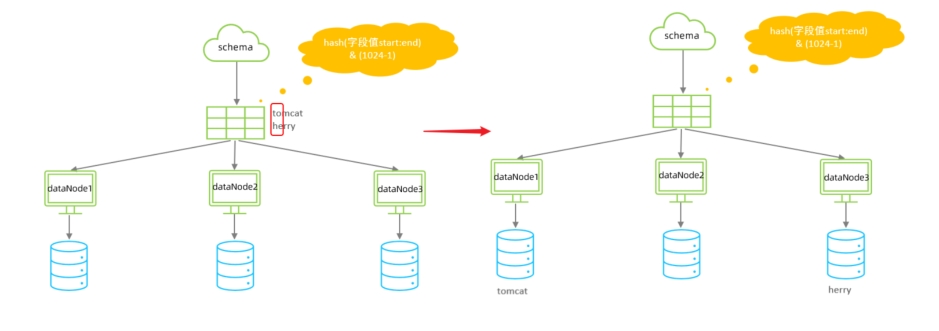 schema
hash(字段值start:end)
& (1024-1)
tomcat
herry
dataNode1
dataNode2
dataNode3
schema
hash(字段值start:end)
& (1024-1)
dataNode1
dataNode2
dataNode3
tomcat
herry